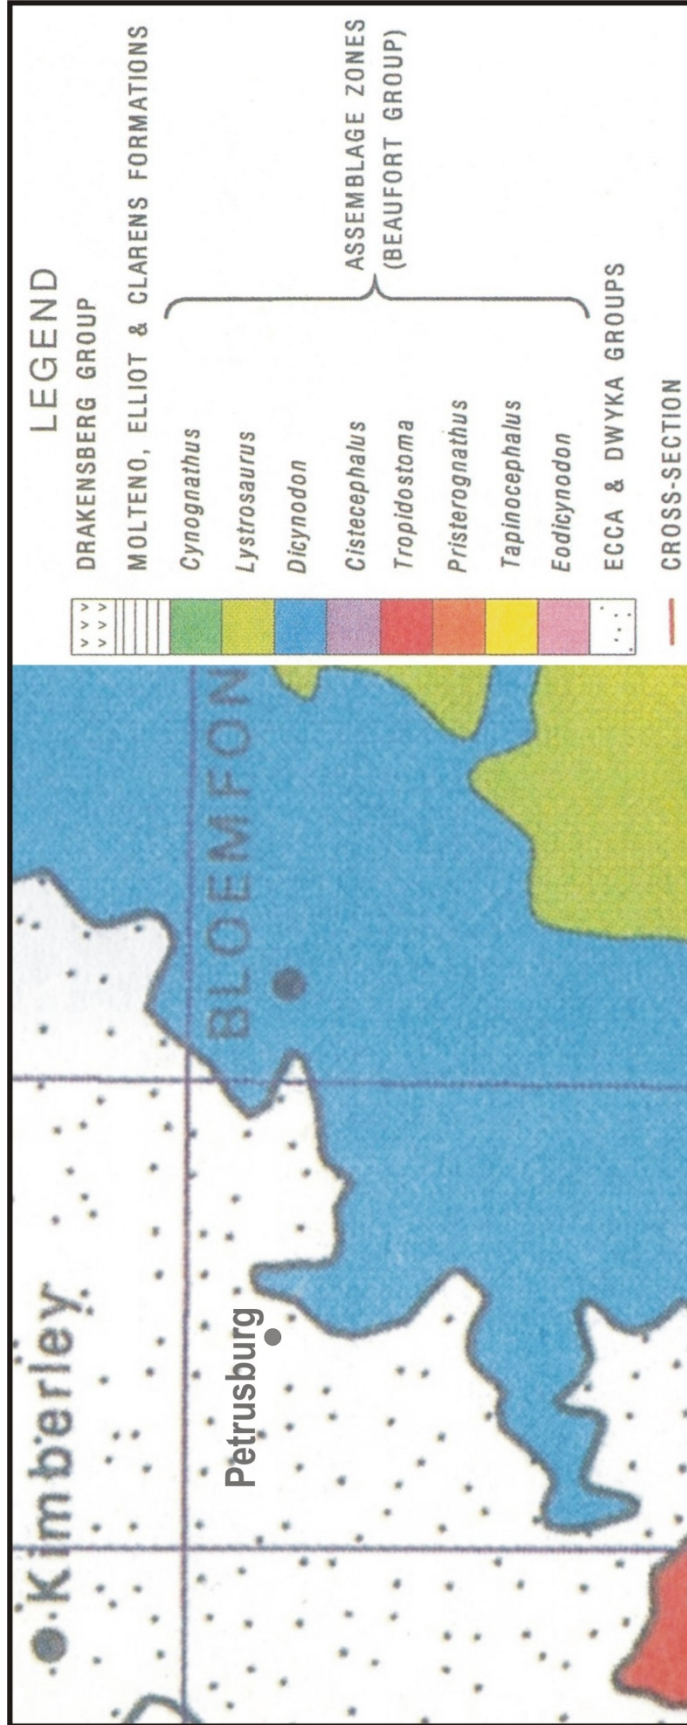 Kimberley
Petrusburg
BLOEMFON
LEGEND
DRAKENSBERG GROUP
MOLTENO, ELLIOT & CLARENS FORMATIONS
Cynognathus
Lystrosaurus
Dicynodon
Cistecephalus
Tropidostoma
Pristerognathus
Tapinocephalus
Eodicynodon
ASSEMBLAGE ZONES
(BEAUFORT GROUP)
ECCA & DWYKA GROUPS
CROSS-SECTION